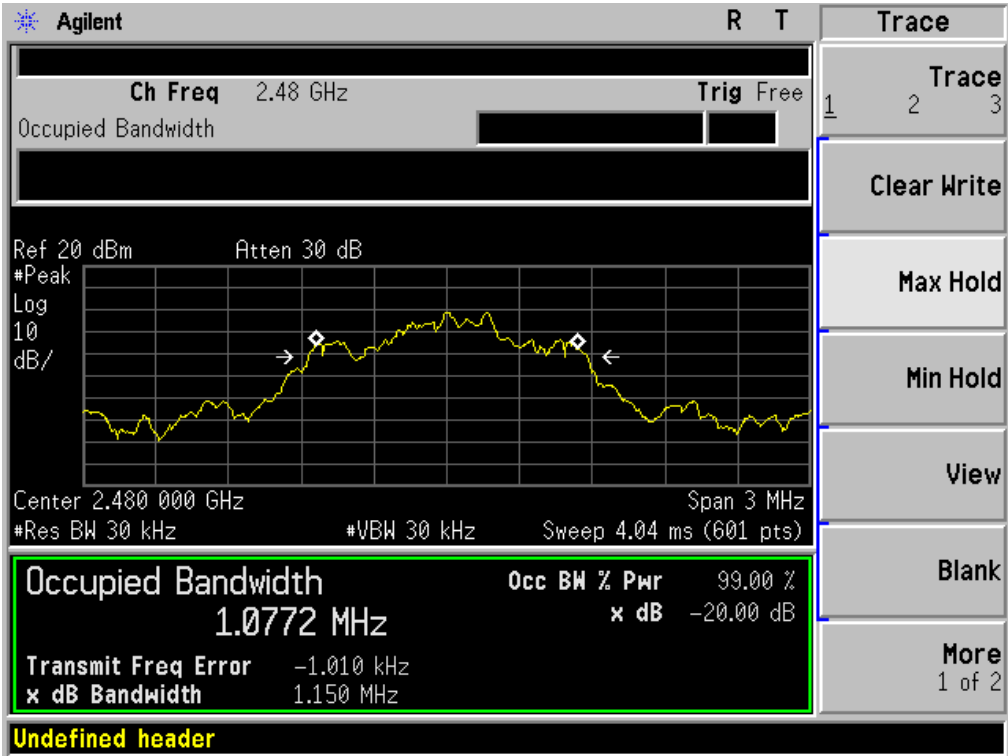 Agilent R T
Ch Freq 2.48 GHz Trig Free
Occupied Bandwidth
Ref 20 dBm Atten 30 dB
#Peak
Log
10
dB/
Center 2.480 000 GHz Span 3 MHz
#Res BW 30 kHz #VBW 30 kHz Sweep 4.04 ms (601 pts)
Occupied Bandwidth
1.0772 MHz
Occ BW % Pwr 99.00 %
x dB -20.00 dB
Transmit Freq Error -1.010 kHz
x dB Bandwidth 1.150 MHz
Undefined header
Trace
Trace
1 2 3
Clear Write
Max Hold
Min Hold
View
Blank
More
1 of 2